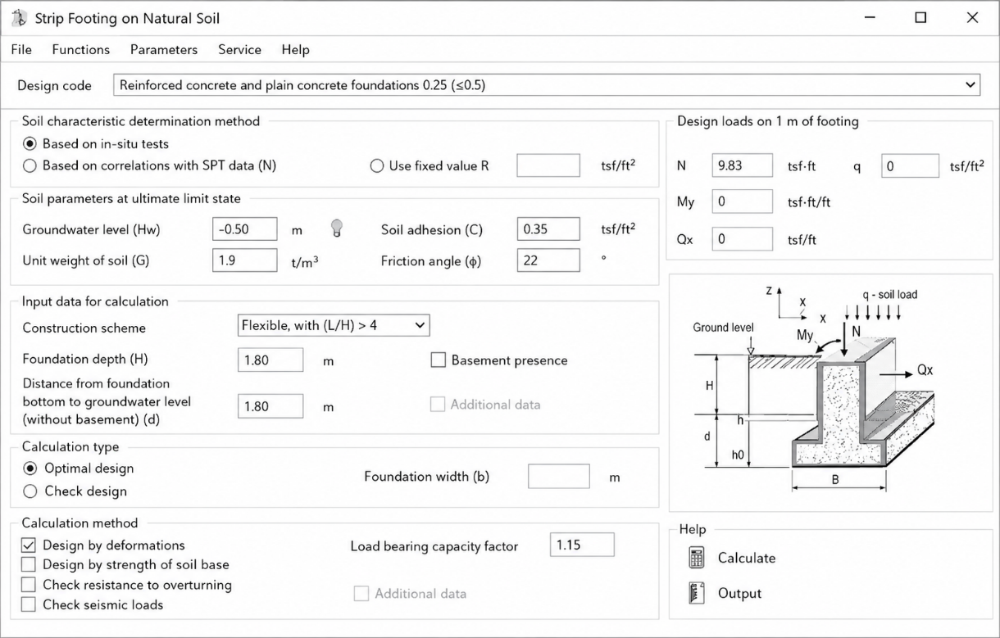 Strip Footing on Natural Soil
File Functions Parameters Service Help
Design code Reinforced concrete and plain concrete foundations 0.25 (≤0.5)
Soil characteristic determination method
Based on in-situ tests
Based on correlations with SPT data (N) Use fixed value R tsf/ft²
Soil parameters at ultimate limit state
Groundwater level (Hw) -0.50 m Soil adhesion (C) 0.35 tsf/ft²
Unit weight of soil (G) 1.9 t/m³ Friction angle (ϕ) 22 °
Input data for calculation
Construction scheme Flexible, with (L/H) > 4
Foundation depth (H) 1.80 m Basement presence
Distance from foundation
bottom to groundwater level
(without basement) (d) 1.80 m Additional data
Calculation type
Optimal design
Check design
Foundation width (b) m
Calculation method
Design by deformations
Design by strength of soil base
Check resistance to overturning
Check seismic loads
Load bearing capacity factor 1.15
Additional data
Design loads on 1 m of footing
N 9.83 tsf·ft q 0 tsf/ft²
My 0 tsf·ft/ft
Qx 0 tsf/ft
Z
X
X
q - soil load
Ground level
My
N
Qx
H
h
d
h0
B
Help
Calculate
Output